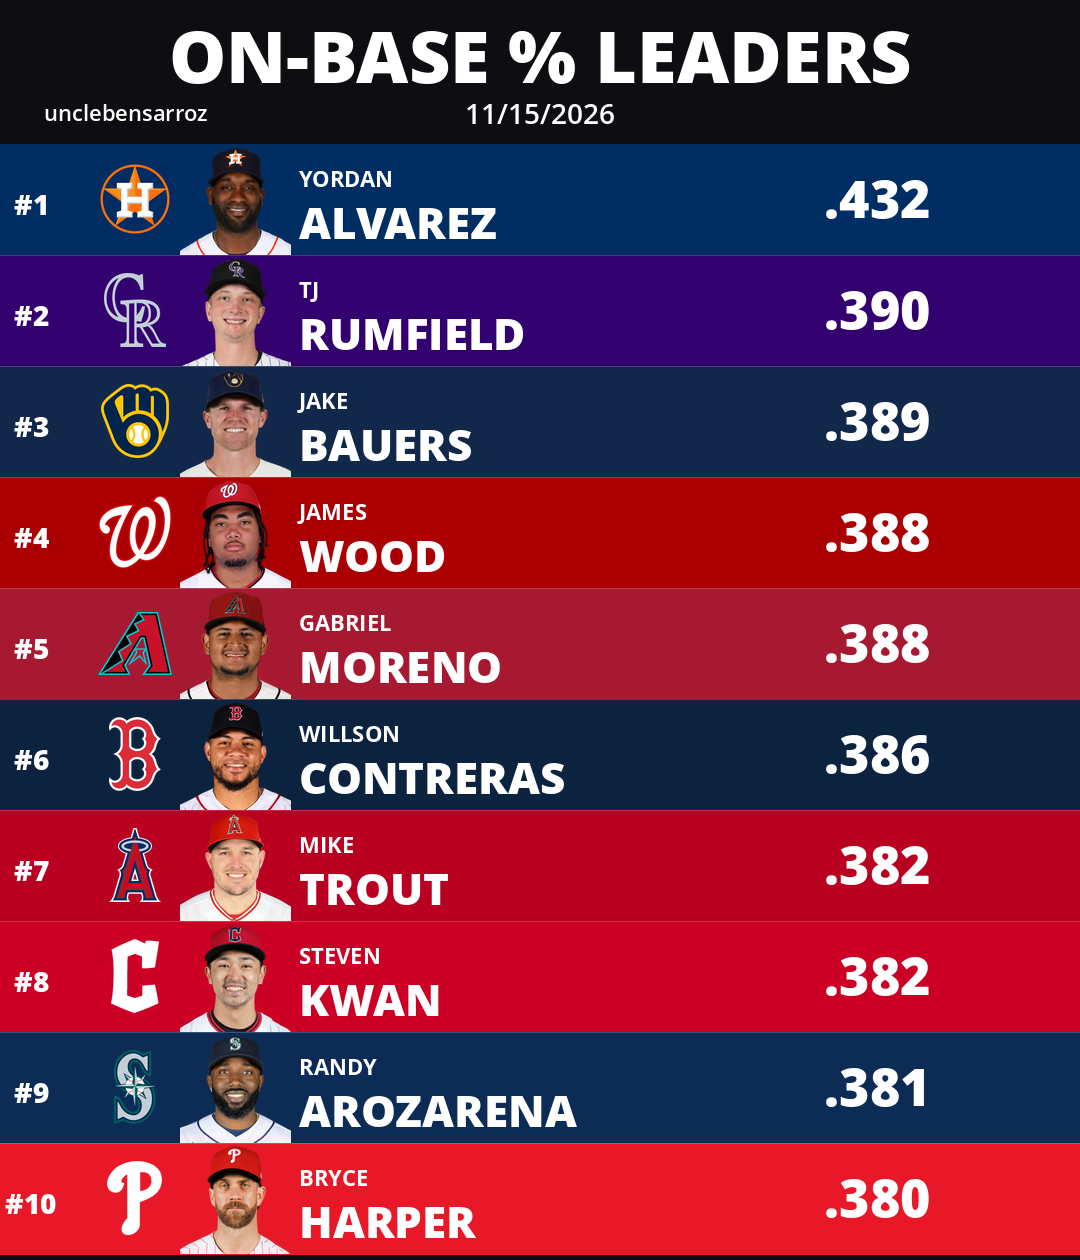 ON-BASE % LEADERS
unclebensarroz
11/15/2026
#1
H
YORDAN
ALVAREZ
.432
#2
CR
TJ
RUMFIELD
.390
#3
JAKE
BAUERS
.389
#4
W
JAMES
WOOD
.388
#5
A
GABRIEL
MORENO
.388
#6
B
WILLSON
CONTRERAS
.386
#7
A
MIKE
TROUT
.382
#8
C
STEVEN
KWAN
.382
#9
S
RANDY
AROZARENA
.381
#10
P
BRYCE
HARPER
.380